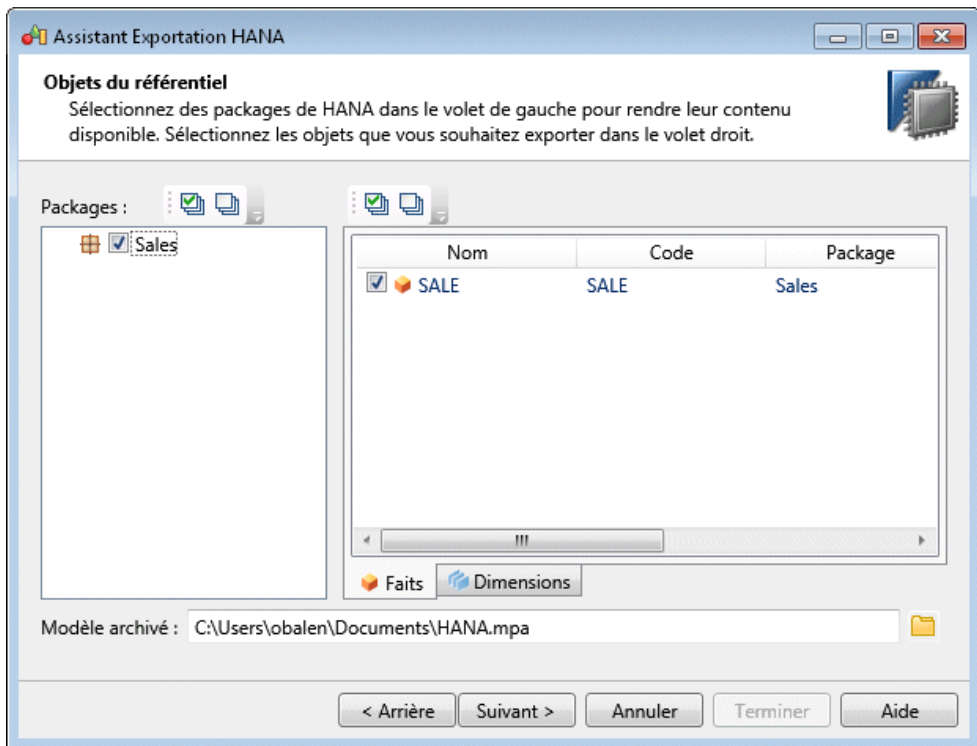 Assistant Exportation HANA
Objets du référentiel
Sélectionnez des packages de HANA dans le volet de gauche pour rendre leur contenu
disponible. Sélectionnez les objets que vous souhaitez exporter dans le volet droit.
Packages :
Sales
Nom Code Package
SALE SALE Sales
Faits Dimensions
Modèle archivé : C:\Users\obalen\Documents\HANA.mpa
< Arrière Suivant > Annuler Terminer Aide